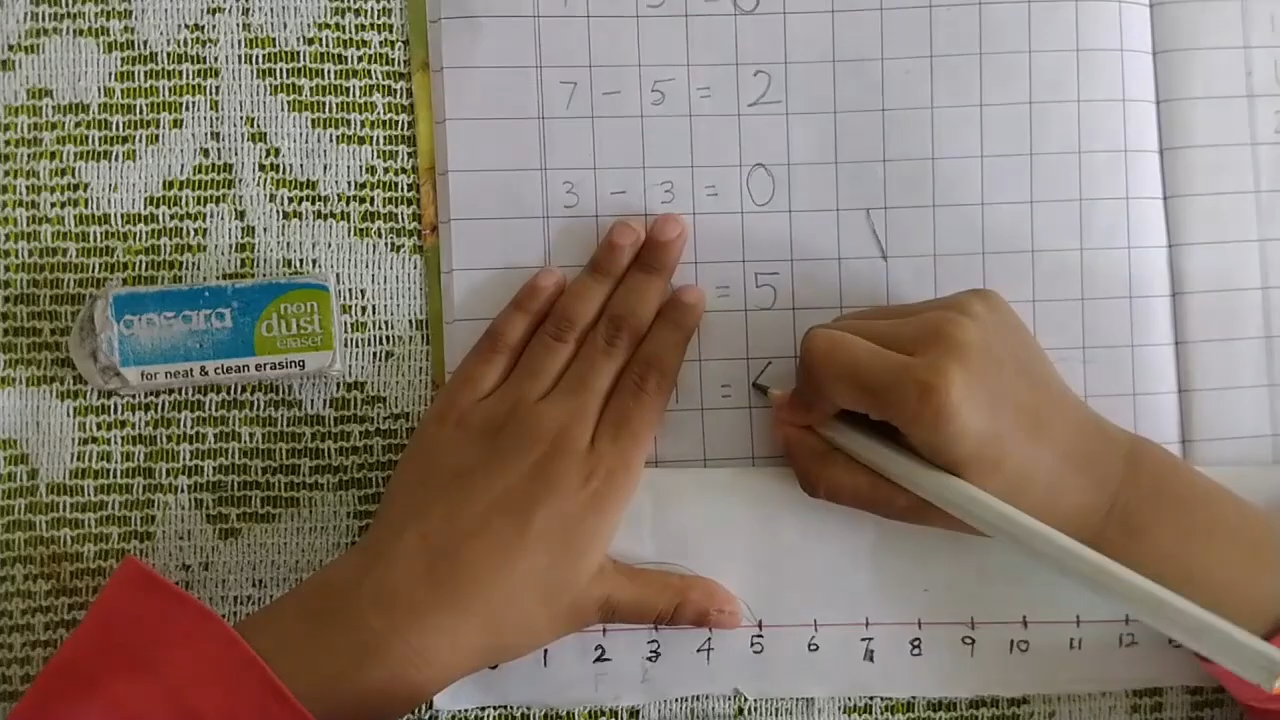 7 - 5 = 2
3 - 3 = 0
= 5
=
apsara
non
dust
eraser
for neat & clean erasing
1 2 3 4 5 6 7 8 9 10 11 12